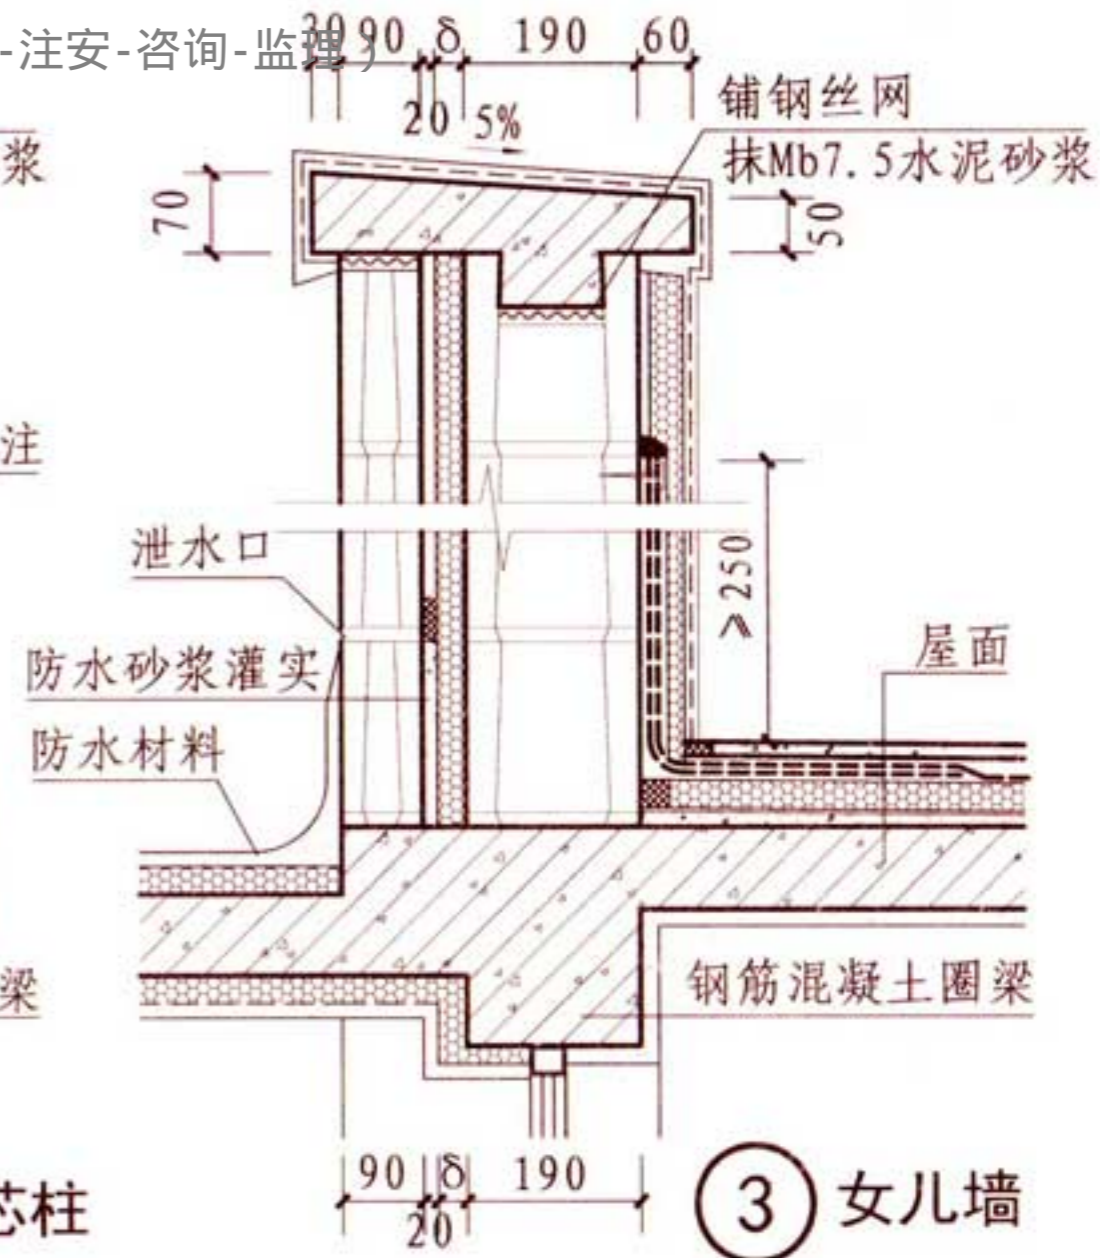 -注安-咨询-监理）
30 90 δ 190 60
20 5%
铺钢丝网
浆
抹Mb7.5水泥砂浆
70
50
注
泄水口
≥250
防水砂浆灌实
屋面
防水材料
梁
钢筋混凝土圈梁
90 δ 190
20
芯柱
3 女儿墙